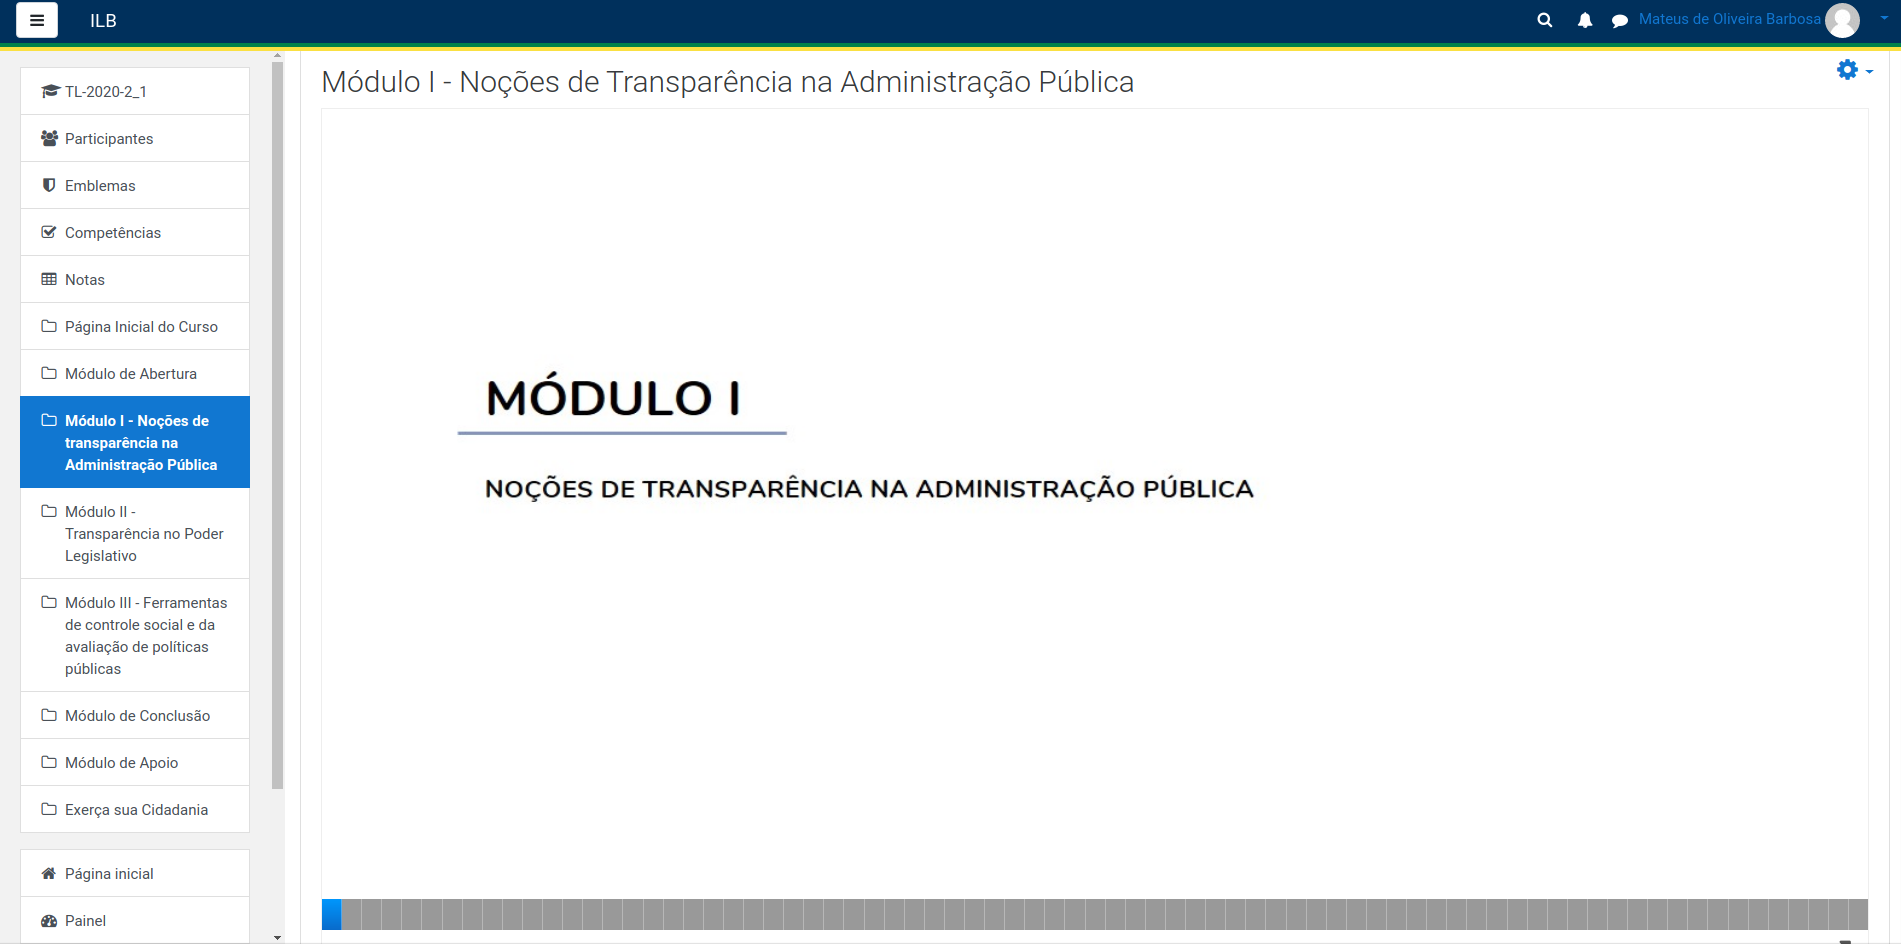 ILB
Mateus de Oliveira Barbosa
TL-2020-2_1
Participantes
Emblemas
Competências
Notas
Página Inicial do Curso
Módulo de Abertura
Módulo I - Noções de
transparência na
Administração Pública
Módulo II -
Transparência no Poder
Legislativo
Módulo III - Ferramentas
de controle social e da
avaliação de políticas
públicas
Módulo de Conclusão
Módulo de Apoio
Exerça sua Cidadania
Página inicial
Painel
Módulo I - Noções de Transparência na Administração Pública
MÓDULO I
NOÇÕES DE TRANSPARÊNCIA NA ADMINISTRAÇÃO PÚBLICA